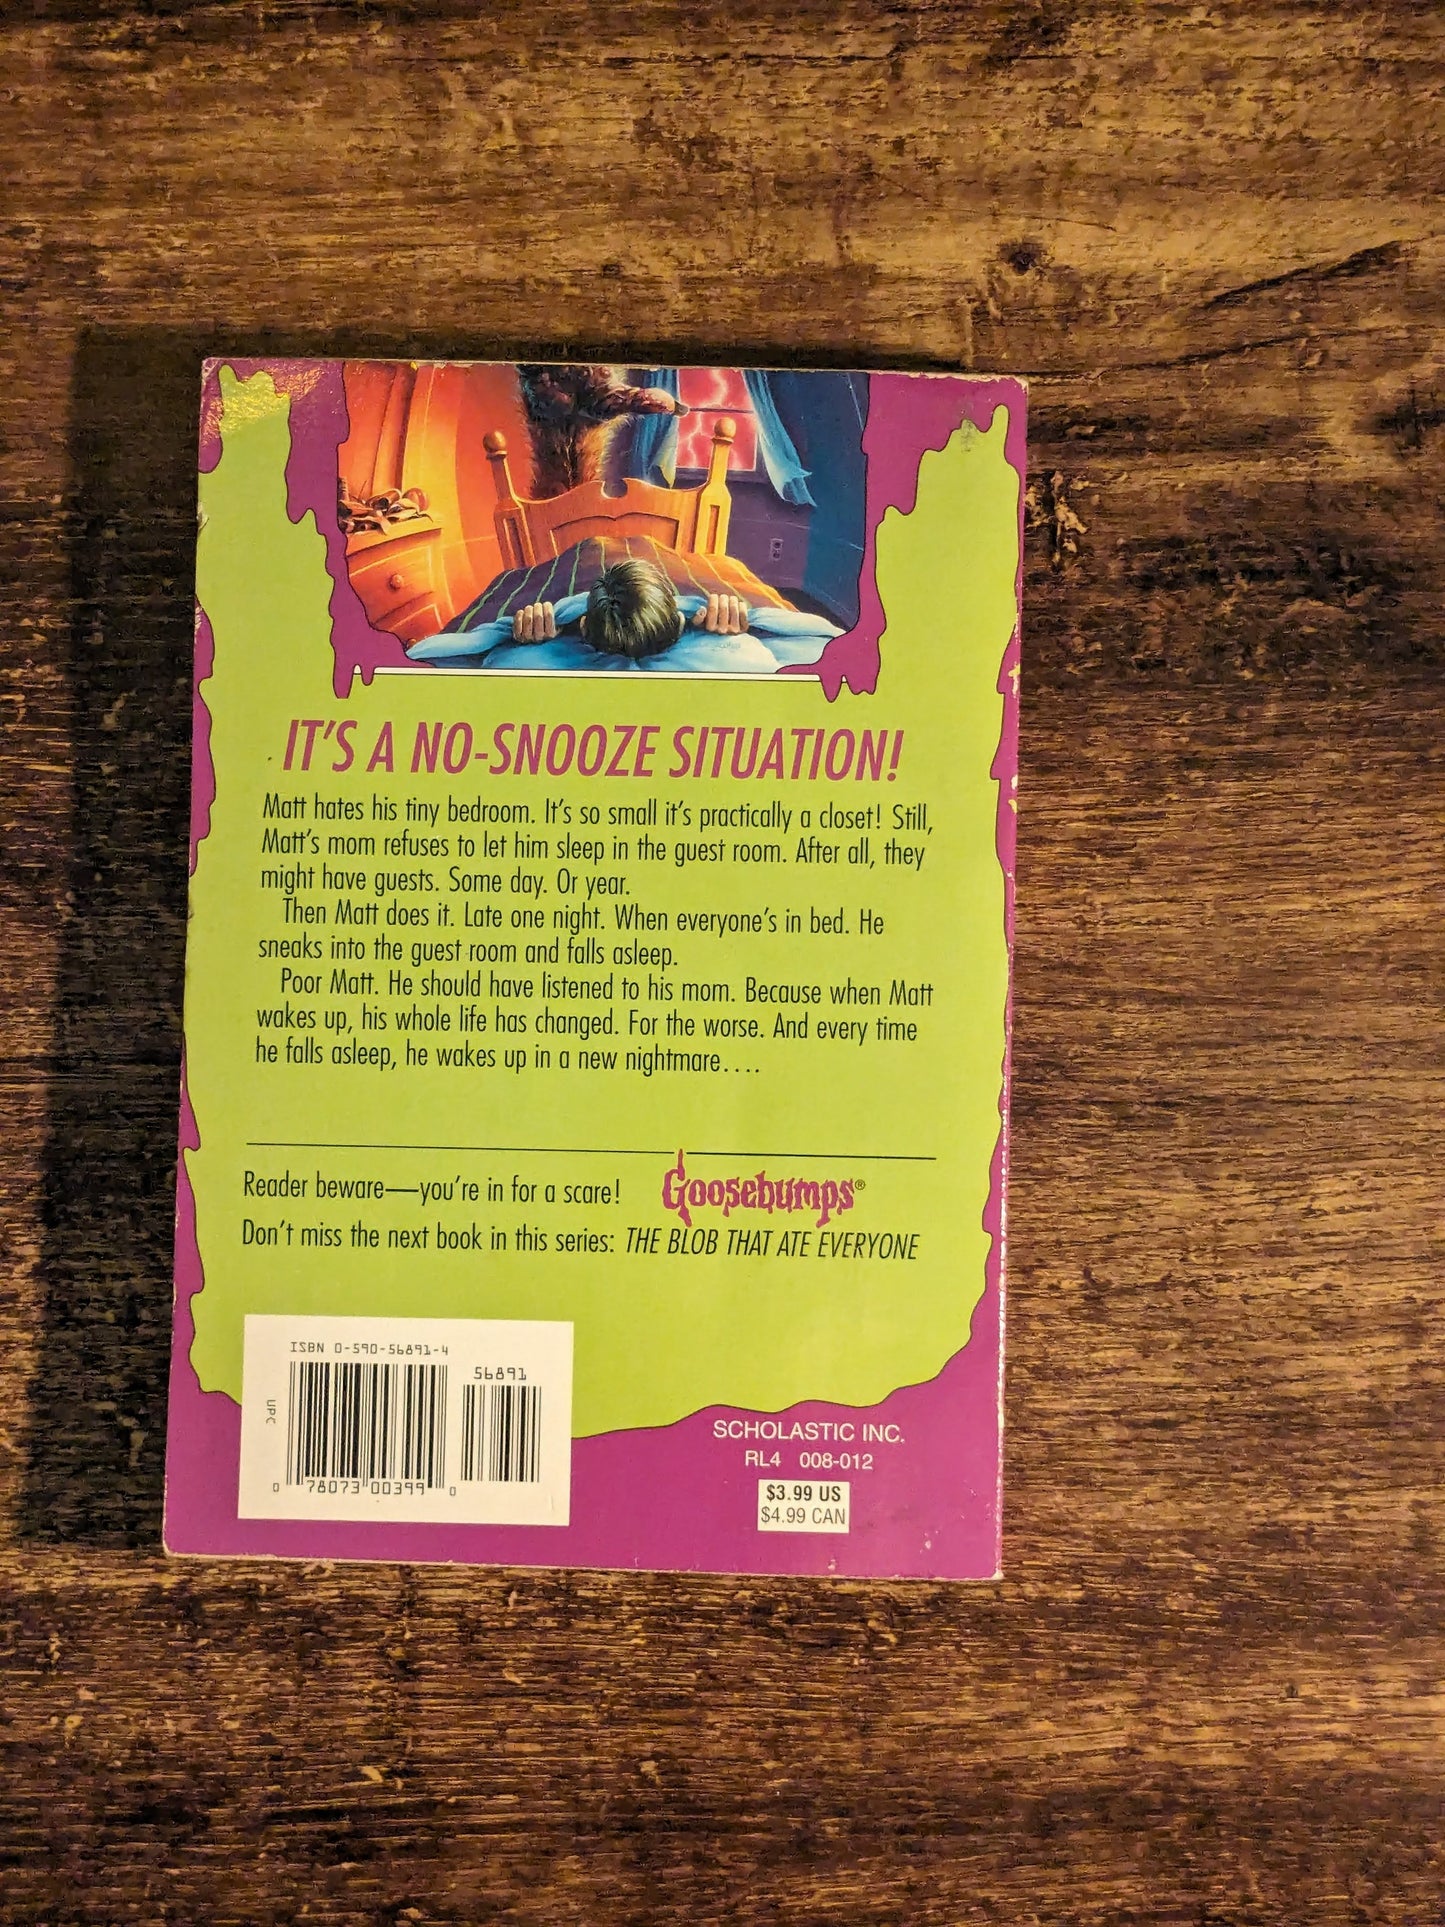 IT'S A NO-SNOOZE SITUATION!
Matt hates his tiny bedroom. It's so small it's practically a closet! Still,
Matt's mom refuses to let him sleep in the guest room. After all, they
might have guests. Some day. Or year.
Then Matt does it. Late one night. When everyone's in bed. He
sneaks into the guest room and falls asleep.
Poor Matt. He should have listened to his mom. Because when Matt
wakes up, his whole life has changed. For the worse. And every time
he falls asleep, he wakes up in a new nightmare....
Reader beware—you're in for a scare! Goosebumps®
Don't miss the next book in this series: THE BLOB THAT ATE EVERYONE
ISBN 0-590-56891-4
56891
UPC
0 78073 00399 0
SCHOLASTIC INC.
RL4 008-012
$3.99 US
$4.99 CAN